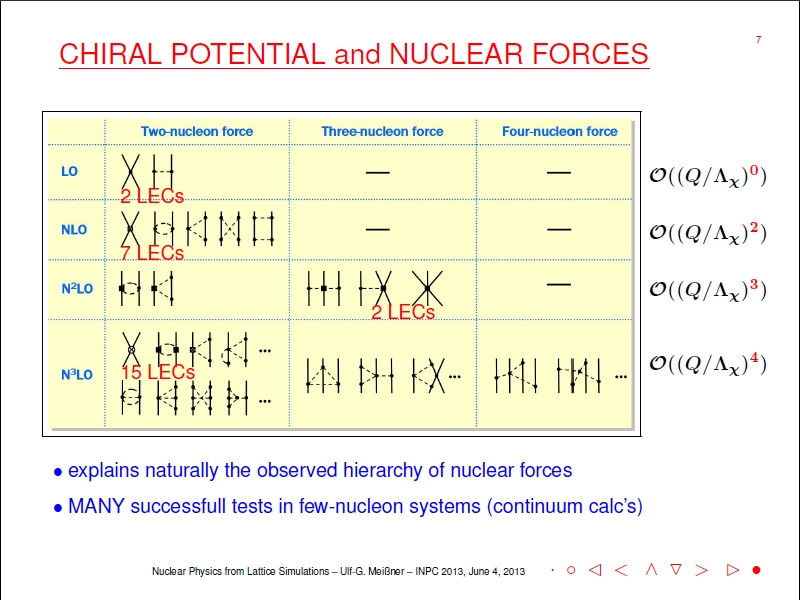 7
CHIRAL POTENTIAL and NUCLEAR FORCES
Two-nucleon force Three-nucleon force Four-nucleon force
LO — — O((Q/Λχ)^0)
2 LECs
NLO — — O((Q/Λχ)^2)
7 LECs
N²LO — O((Q/Λχ)^3)
2 LECs
...
N³LO ... ... O((Q/Λχ)^4)
15 LECs
...
• explains naturally the observed hierarchy of nuclear forces
• MANY successfull tests in few-nucleon systems (continuum calc's)
Nuclear Physics from Lattice Simulations – Ulf-G. Meißner – INPC 2013, June 4, 2013